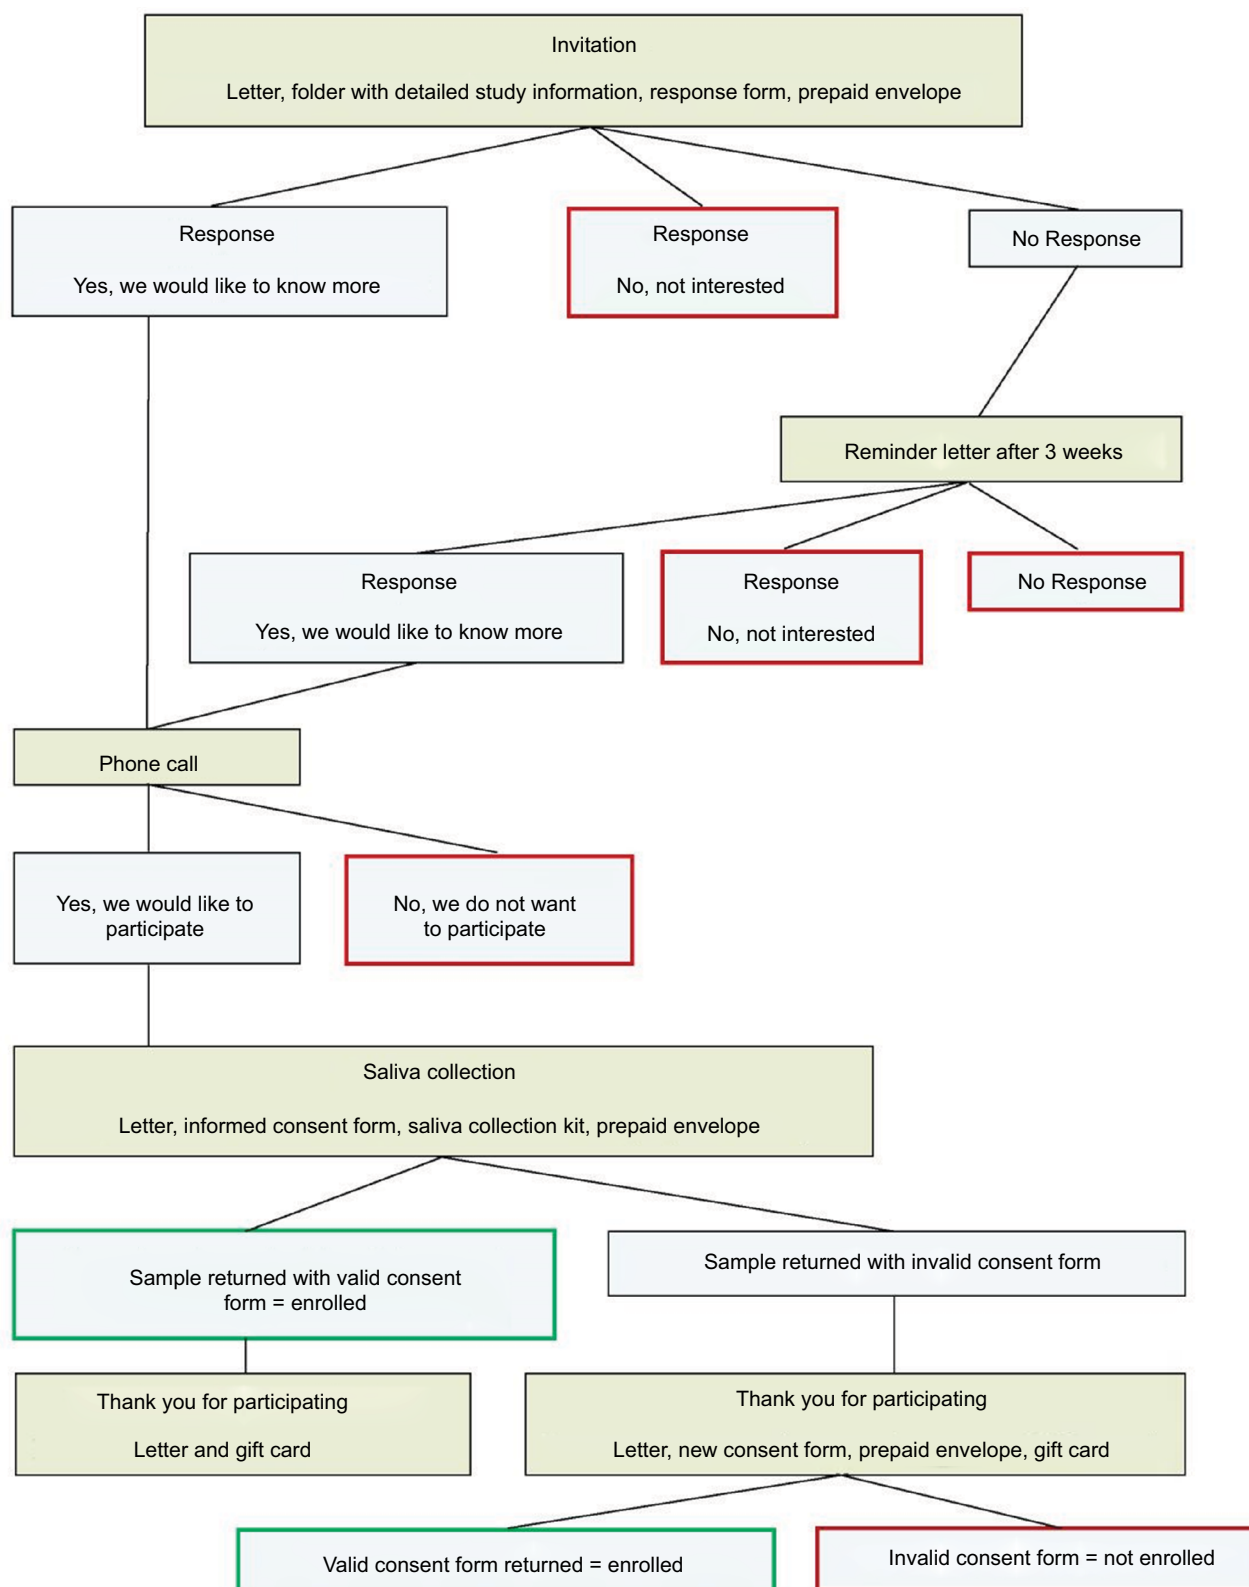 Invitation
Letter, folder with detailed study information, response form, prepaid envelope
Response
Yes, we would like to know more
Response
No, not interested
No Response
Reminder letter after 3 weeks
Response
Yes, we would like to know more
Response
No, not interested
No Response
Phone call
Yes, we would like to
participate
No, we do not want
to participate
Saliva collection
Letter, informed consent form, saliva collection kit, prepaid envelope
Sample returned with valid consent
form = enrolled
Sample returned with invalid consent form
Thank you for participating
Letter and gift card
Thank you for participating
Letter, new consent form, prepaid envelope, gift card
Valid consent form returned = enrolled
Invalid consent form = not enrolled